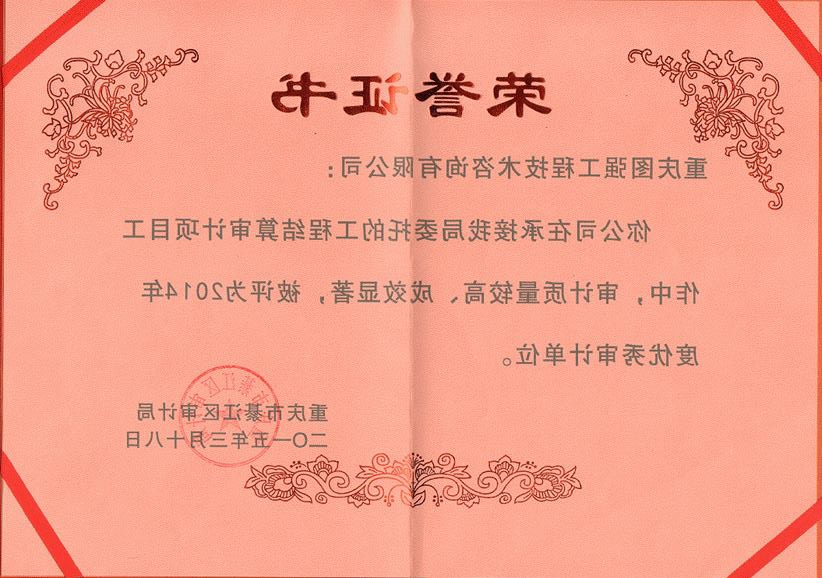 荣誉证书
重庆图强工程技术咨询有限公司：
你公司在承接我局委托的工程结算审计项目工
作中，审计质量较高、成效显著，被评为2014年
度优秀审计单位。
重庆市綦江区审计局
二〇一五年三月十八日